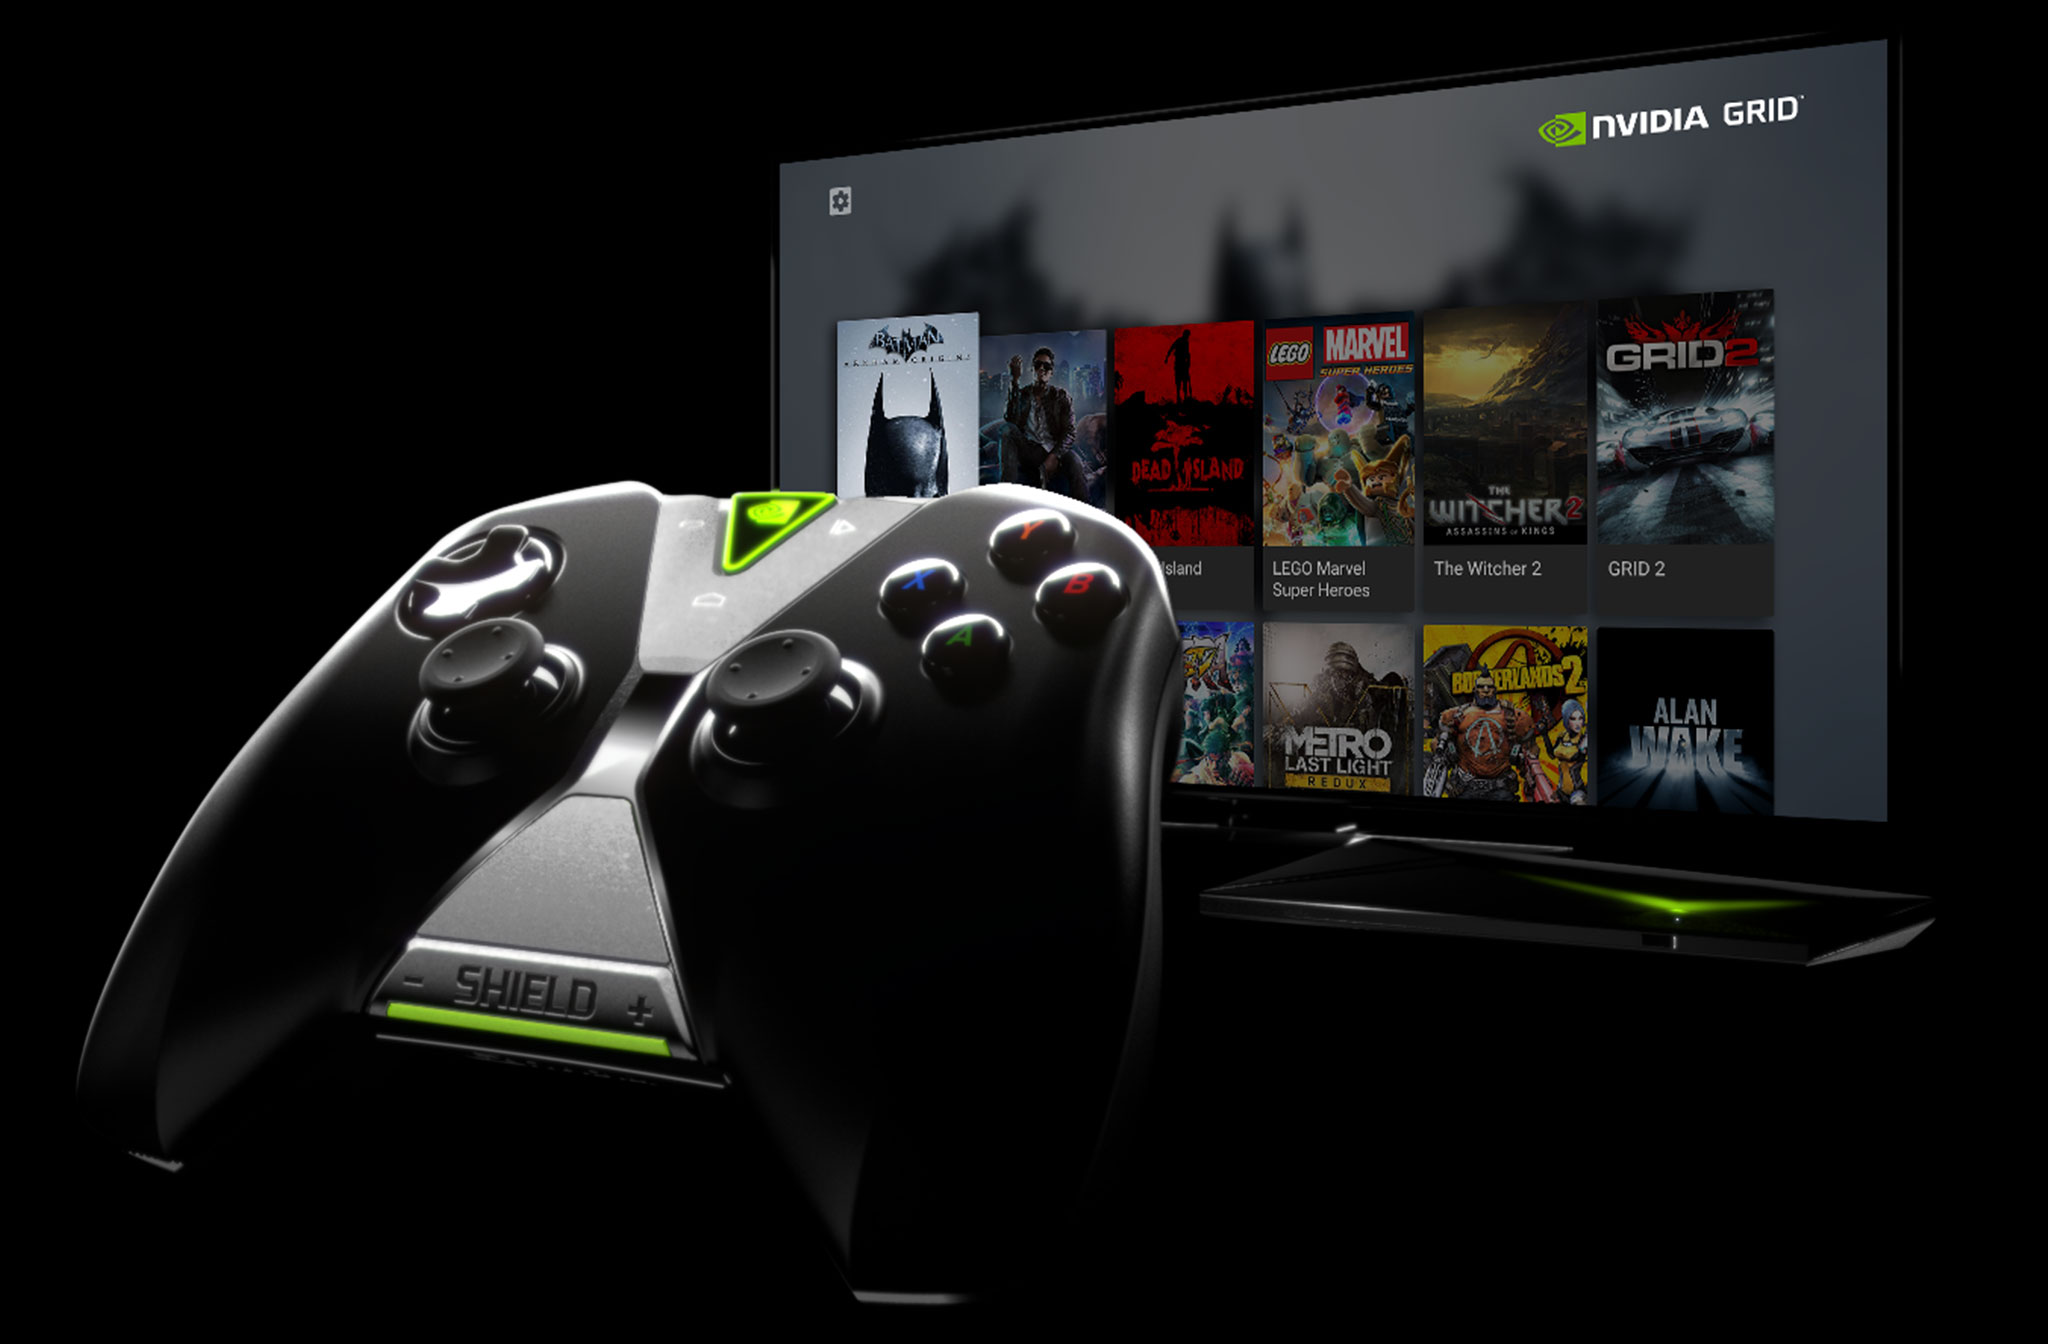 NVIDIA GRID™
BATMAN
ARKHAM ORIGINS
DEAD ISLAND
LEGO MARVEL
SUPER HEROES
THE
WITCHER 2
ASSASSINS OF KINGS
GRID 2
Island
LEGO Marvel
Super Heroes
The Witcher 2
GRID 2
METRO
LAST LIGHT
REDUX
BORDERLANDS 2
ALAN
WAKE
Y
X
B
A
- SHIELD +